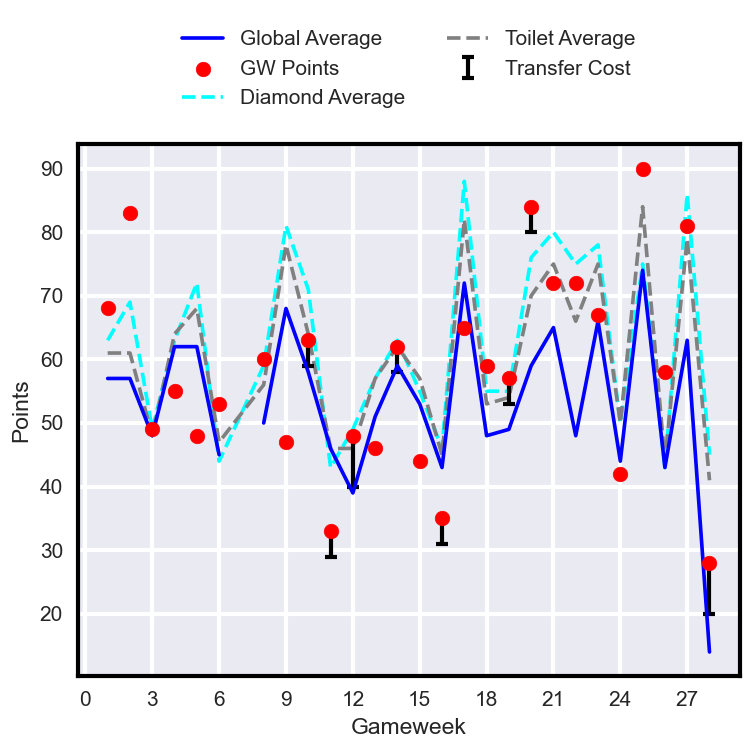 Global Average
GW Points
Diamond Average
Toilet Average
Transfer Cost
90
80
70
60
50
40
30
20
Points
0 3 6 9 12 15 18 21 24 27
Gameweek